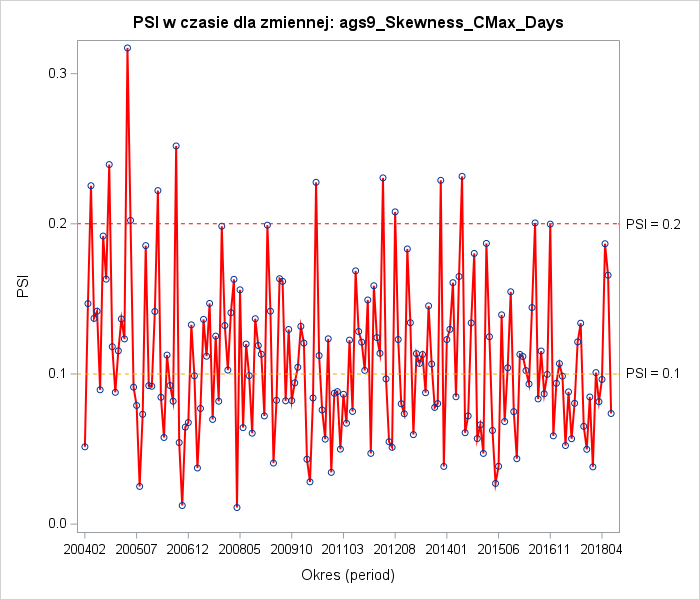 PSI w czasie dla zmiennej: ags9_Skewness_CMax_Days
0.3
0.2
PSI = 0.2
PSI
0.1
PSI = 0.1
0.0
200402 200507 200612 200805 200910 201103 201208 201401 201506 201611 201804
Okres (period)